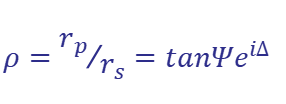 ρ = r_p/r_s = tanΨe^{iΔ}